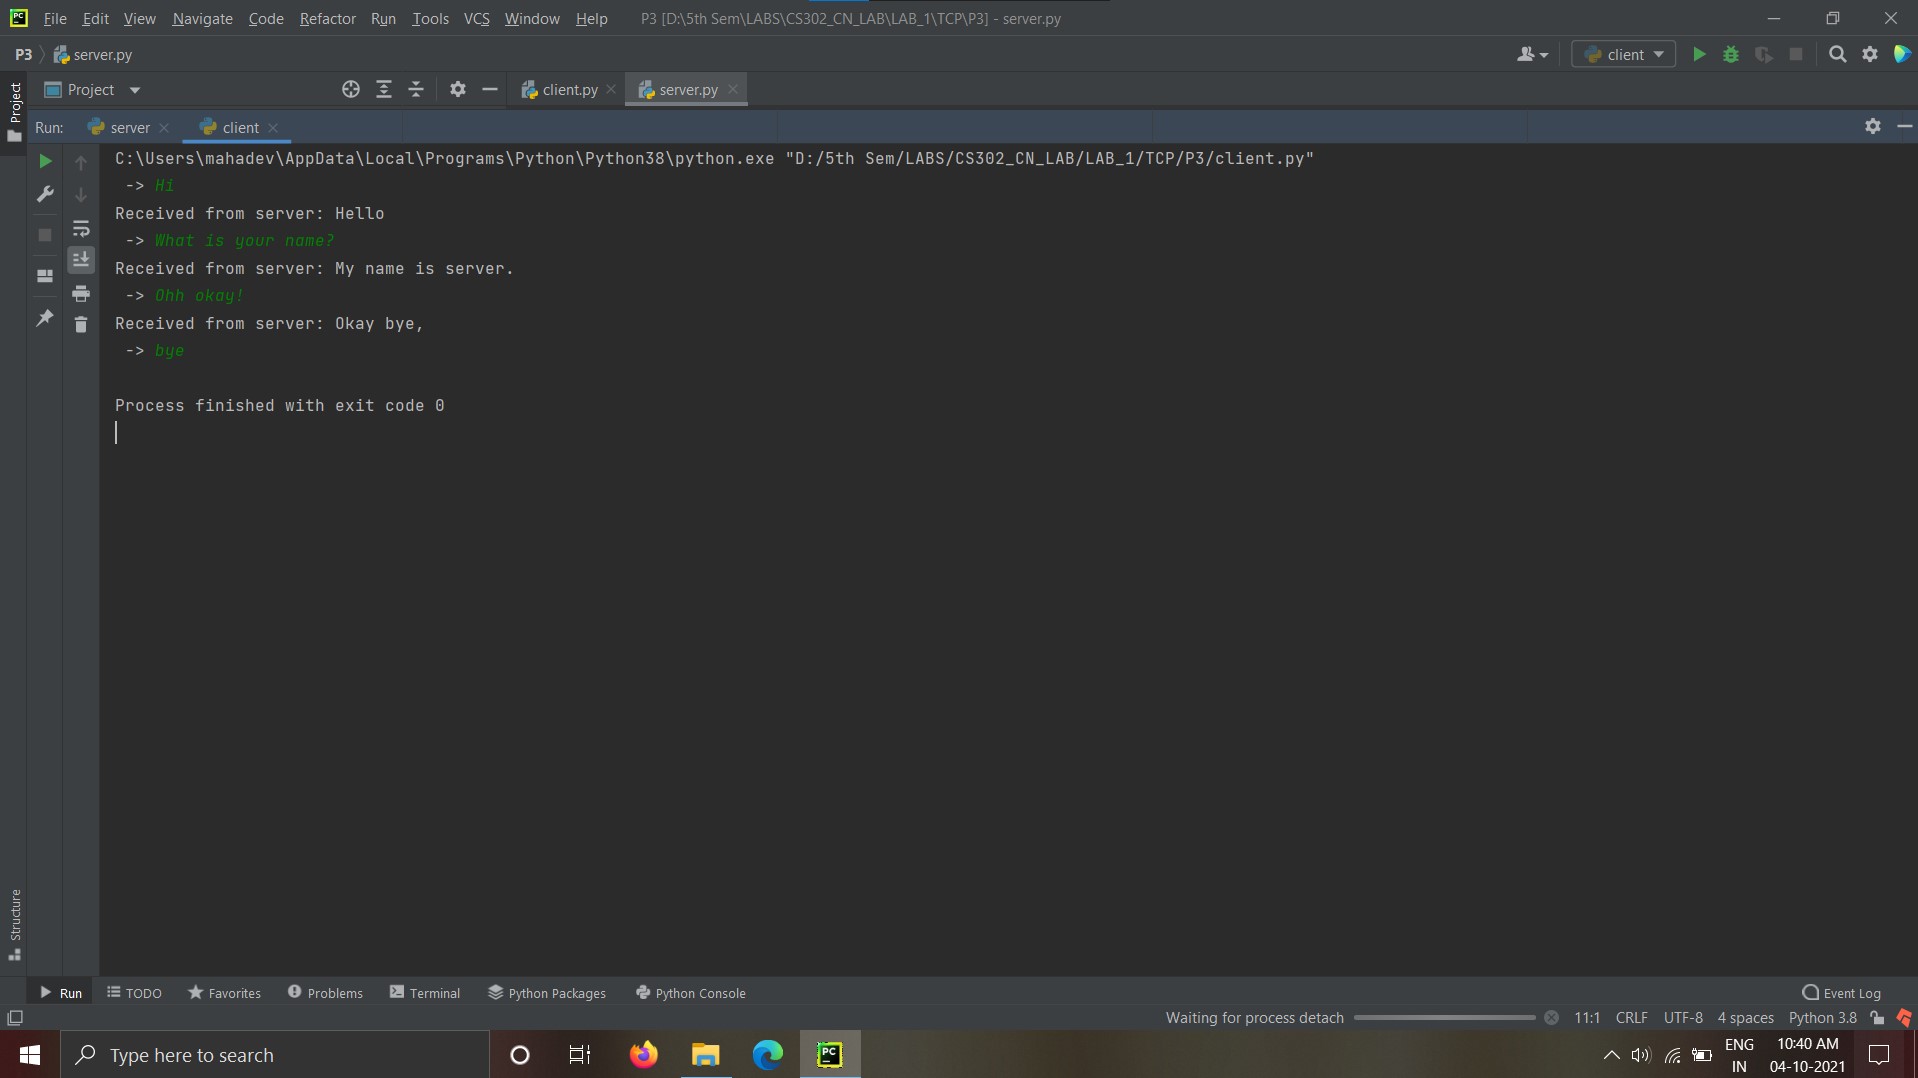 PC File Edit View Navigate Code Refactor Run Tools VCS Window Help P3 [D:\5th Sem\LABS\CS302_CN_LAB\LAB_1\TCP\P3] - server.py
P3 server.py client
Project Project client.py server.py
Run: server client
C:\Users\mahadev\AppData\Local\Programs\Python\Python38\python.exe "D:/5th Sem/LABS/CS302_CN_LAB/LAB_1/TCP/P3/client.py"
-> Hi
Received from server: Hello
-> What is your name?
Received from server: My name is server.
-> Ohh okay!
Received from server: Okay bye,
-> bye
Process finished with exit code 0
Structure
Run TODO Favorites Problems Terminal Python Packages Python Console Event Log
Waiting for process detach 11:1 CRLF UTF-8 4 spaces Python 3.8
Type here to search PC ENG 10:40 AM
IN 04-10-2021